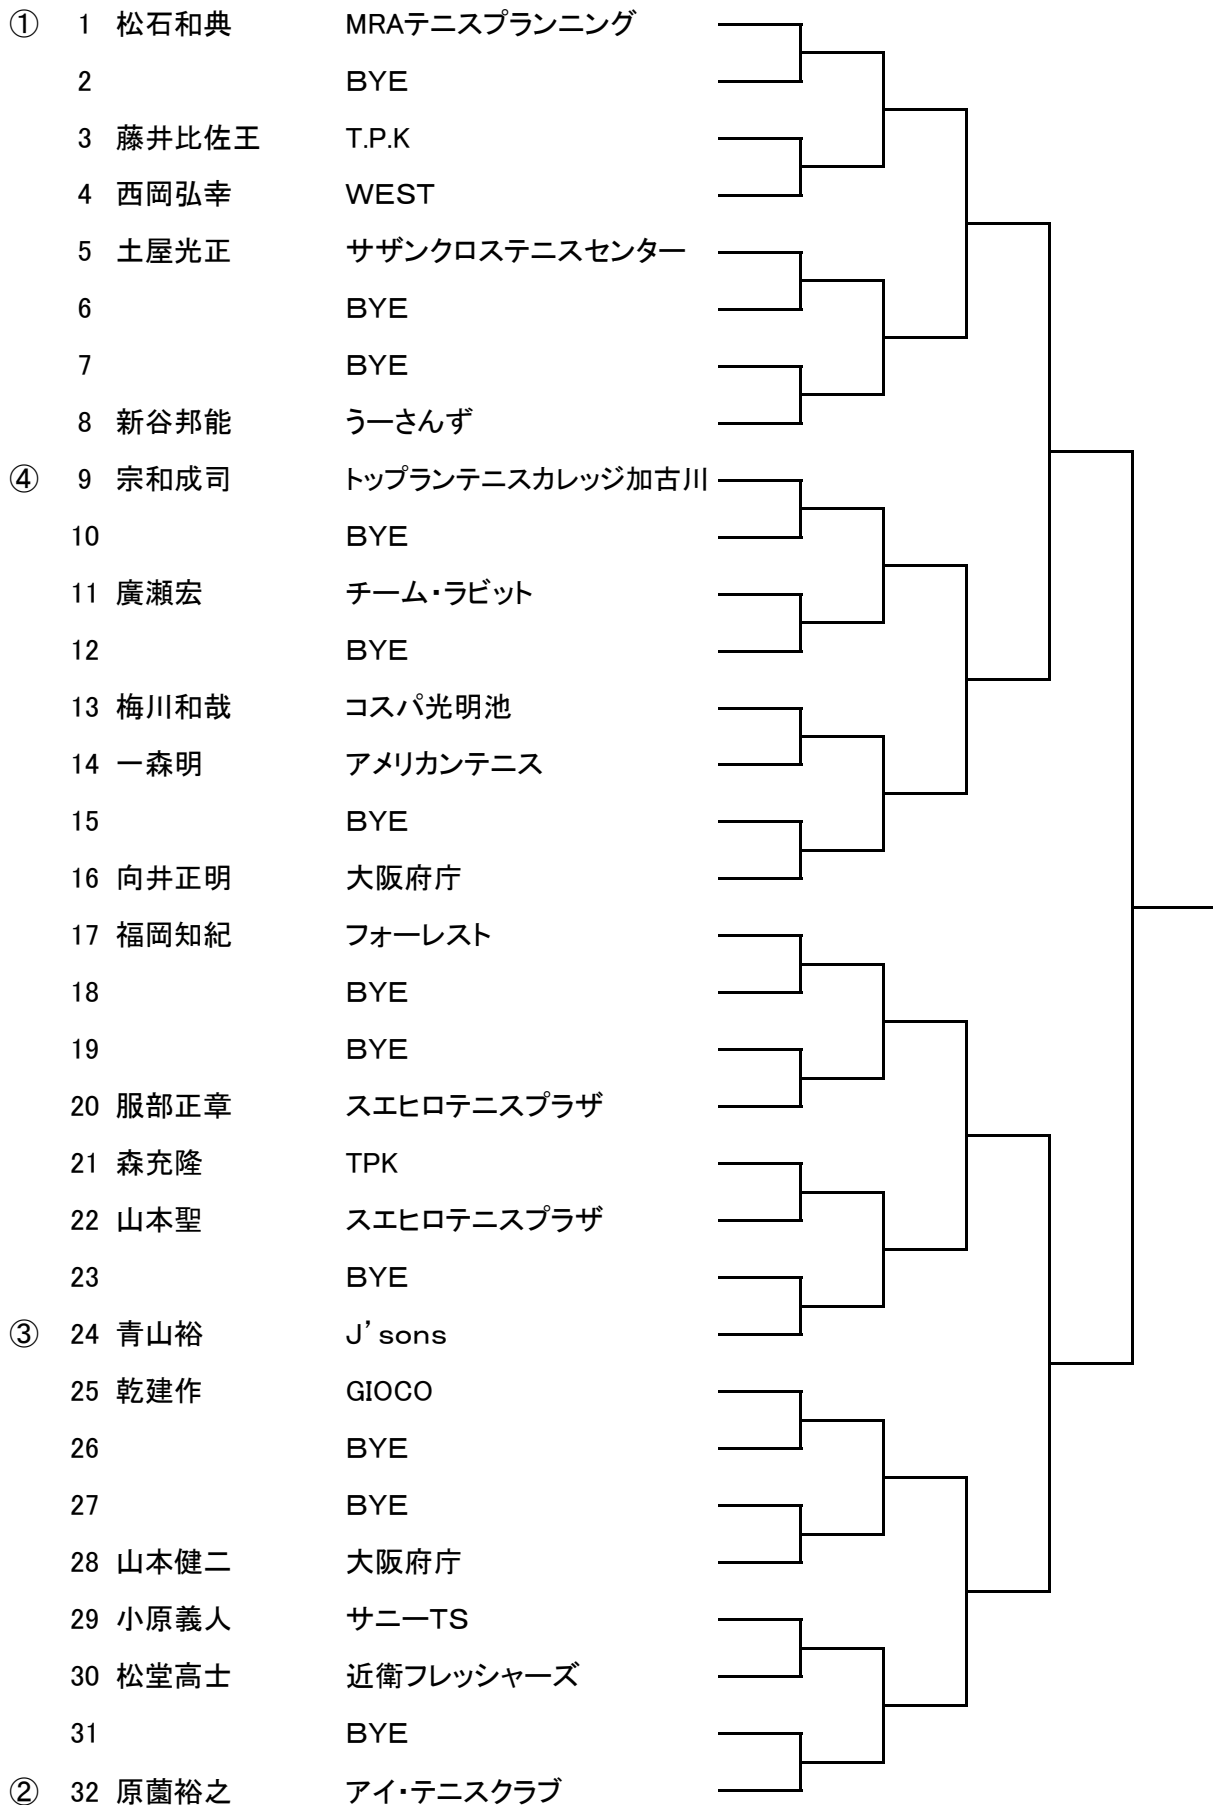 ① 1 松石和典 MRAテニスプランニング
2 BYE
3 藤井比佐王 T.P.K
4 西岡弘幸 WEST
5 土屋光正 サザンクロステニスセンター
6 BYE
7 BYE
8 新谷邦能 うーさんず
④ 9 宗和成司 トップランテニスカレッジ加古川
10 BYE
11 廣瀬宏 チーム・ラビット
12 BYE
13 梅川和哉 コスパ光明池
14 一森明 アメリカンテニス
15 BYE
16 向井正明 大阪府庁
17 福岡知紀 フォーレスト
18 BYE
19 BYE
20 服部正章 スエヒロテニスプラザ
21 森充隆 TPK
22 山本聖 スエヒロテニスプラザ
23 BYE
③ 24 青山裕 J’sons
25 乾建作 GIOCO
26 BYE
27 BYE
28 山本健二 大阪府庁
29 小原義人 サニーTS
30 松堂高士 近衛フレッシャーズ
31 BYE
② 32 原薗裕之 アイ・テニスクラブ